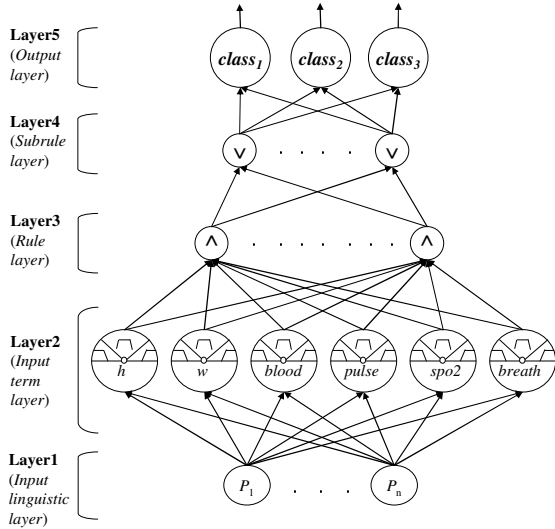 Layer5
(Output
layer)
class1 class2 class3
Layer4
(Subrule
layer)
∨ . . . . . ∨
Layer3
(Rule
layer)
^ . . . . . . . . ^
Layer2
(Input
term
layer)
h w blood pulse spo2 breath
Layer1
(Input
linguistic
layer)
P1 . . . . Pn